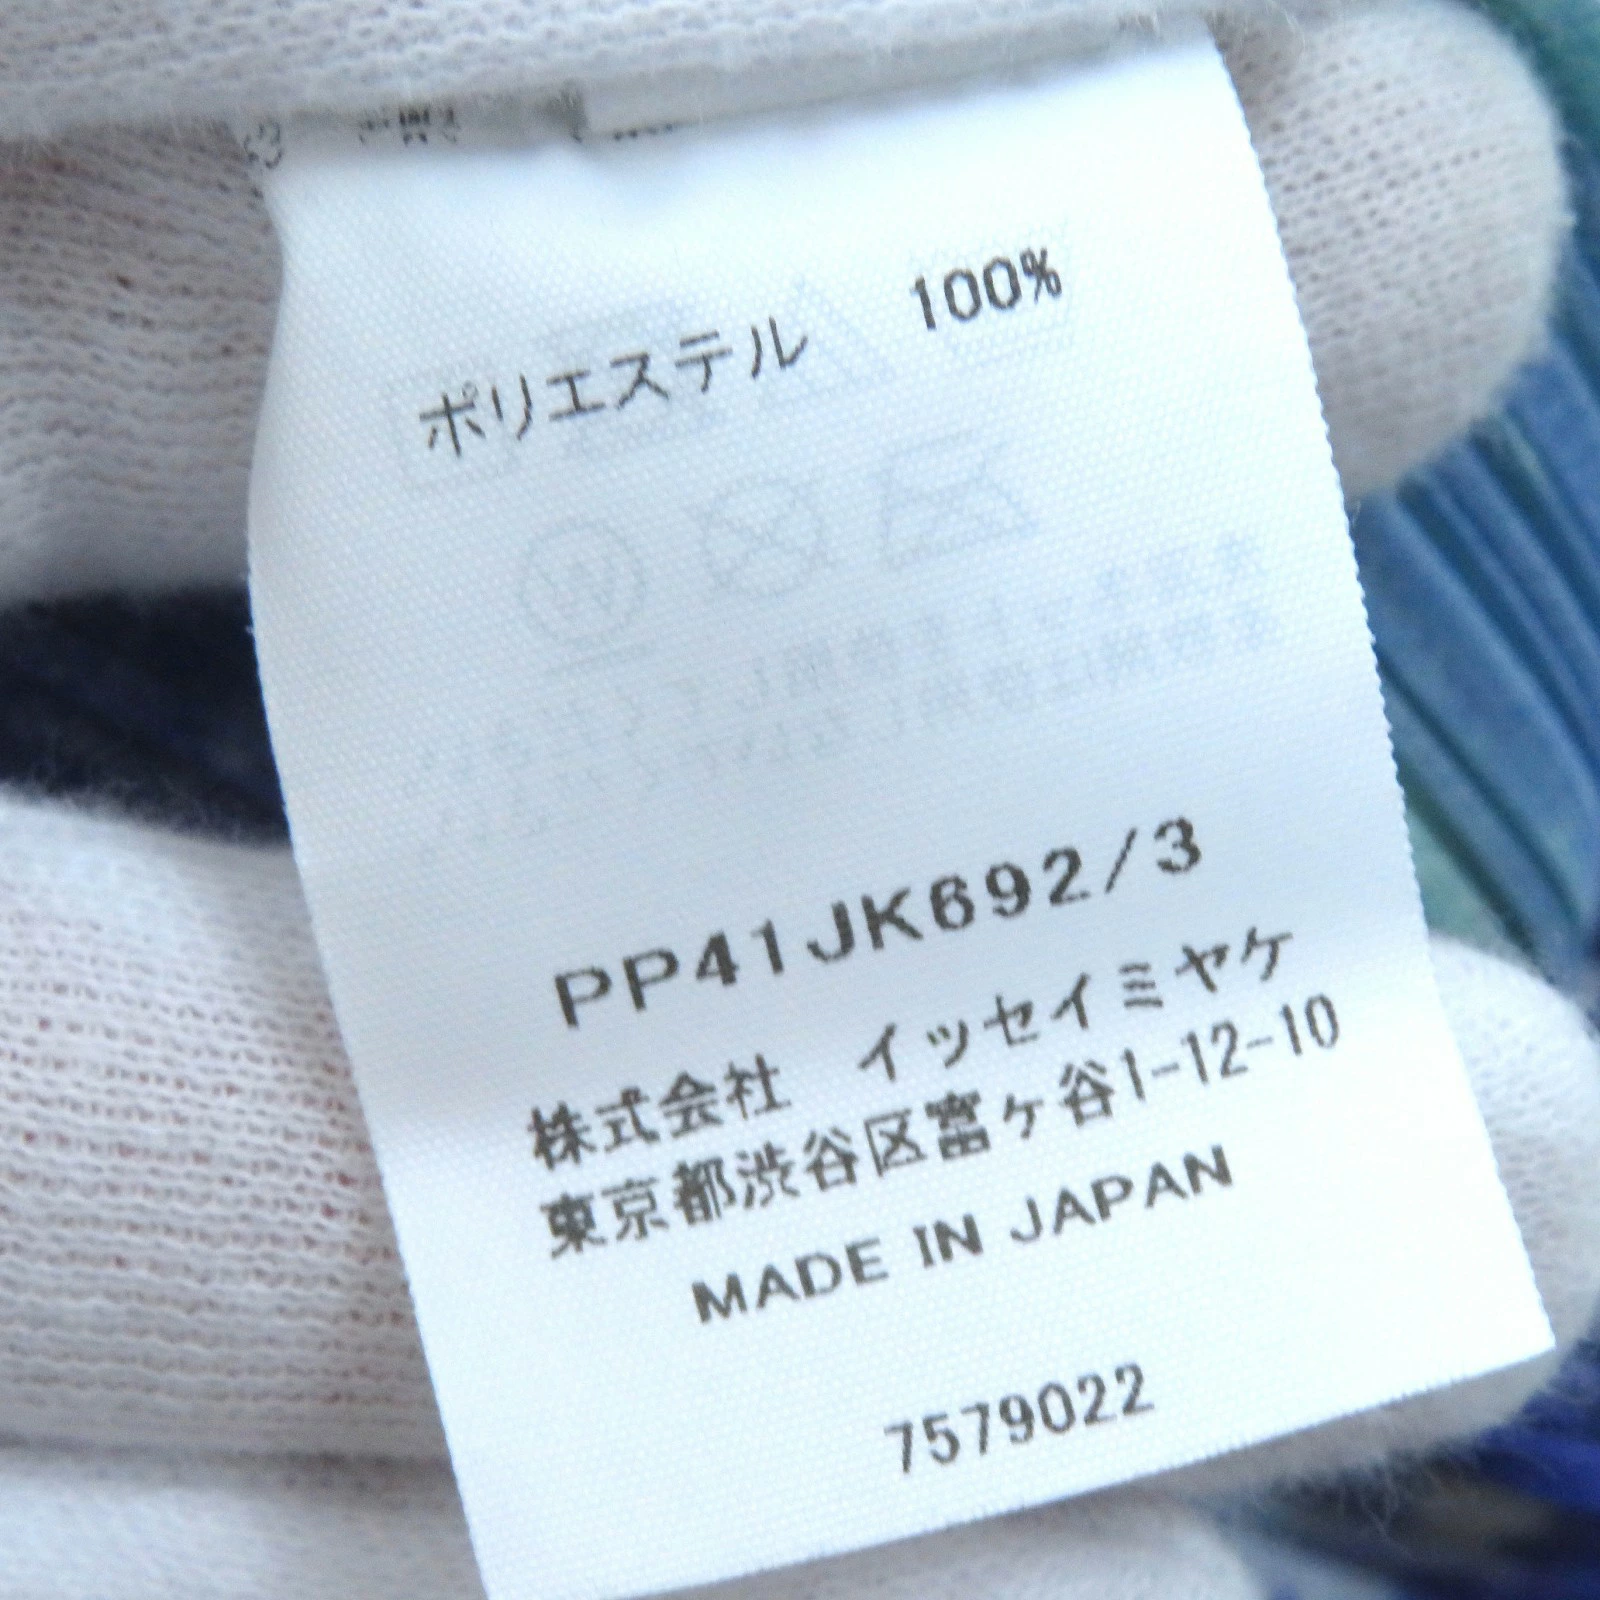 ポリエステル 100%
PP41JK692/3
株式会社 イッセイミヤケ
東京都渋谷区富ヶ谷1-12-10
MADE IN JAPAN
7579022